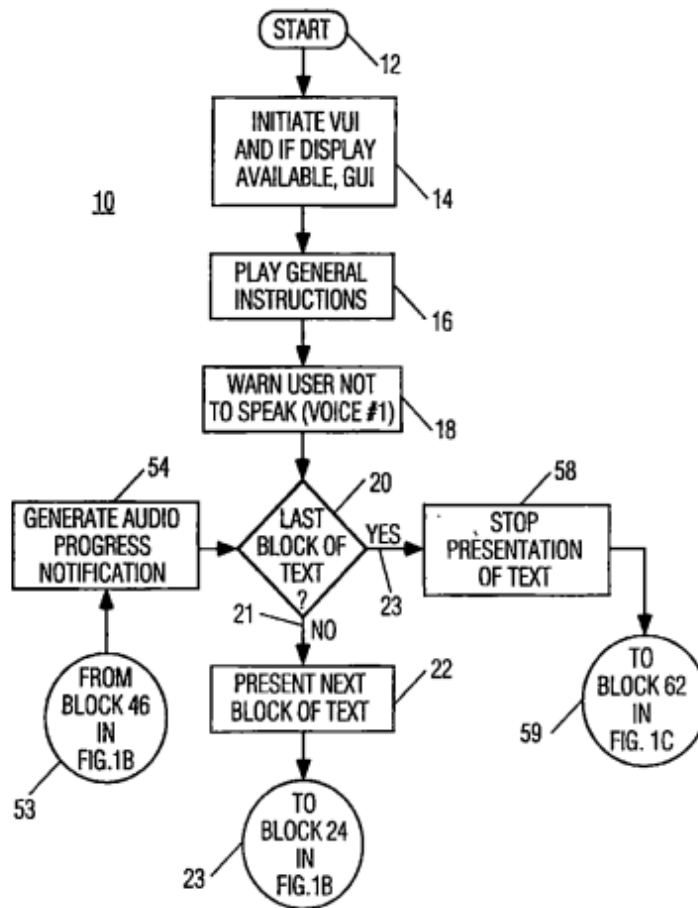 START
12
INITIATE VUI
AND IF DISPLAY
AVAILABLE, GUI
14
10
PLAY GENERAL
INSTRUCTIONS
16
WARN USER NOT
TO SPEAK (VOICE #1)
18
54
GENERATE AUDIO
PROGRESS
NOTIFICATION
20
LAST
BLOCK OF
TEXT
?
YES
23
58
STOP
PRESENTATION
OF TEXT
21
NO
FROM
BLOCK 46
IN
FIG.1B
53
PRESENT NEXT
BLOCK OF TEXT
22
TO
BLOCK 62
IN
FIG. 1C
59
TO
BLOCK 24
IN
FIG.1B
23